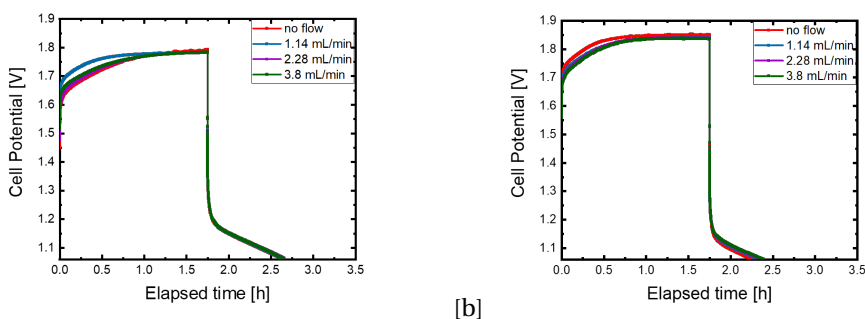 1.9
1.8
1.7
1.6
1.5
1.4
1.3
1.2
1.1
Cell Potential [V]
no flow
1.14 mL/min
2.28 mL/min
3.8 mL/min
0.0 0.5 1.0 1.5 2.0 2.5 3.0 3.5
Elapsed time [h]
[b]
1.9
1.8
1.7
1.6
1.5
1.4
1.3
1.2
1.1
Cell Potential [V]
no flow
1.14 mL/min
2.28 mL/min
3.8 mL/min
0.0 0.5 1.0 1.5 2.0 2.5 3.0 3.5
Elapsed time [h]